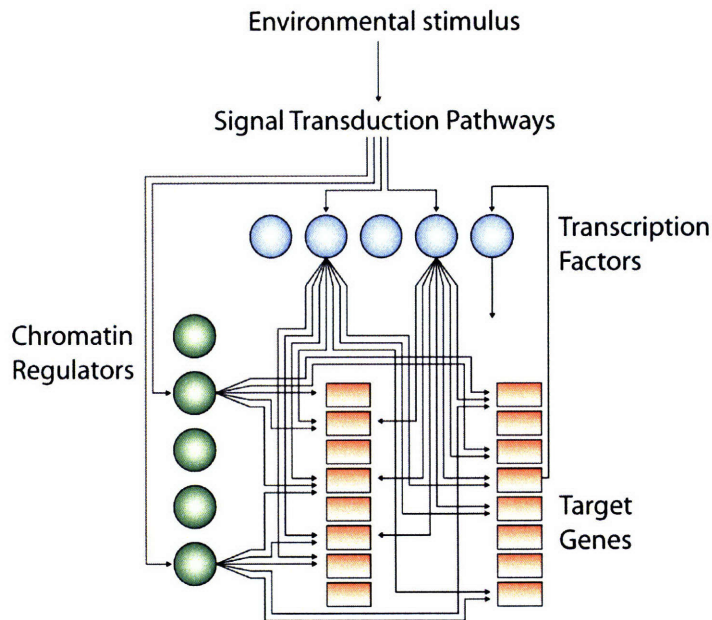 Environmental stimulus
Signal Transduction Pathways
Transcription
Factors
Chromatin
Regulators
Target
Genes